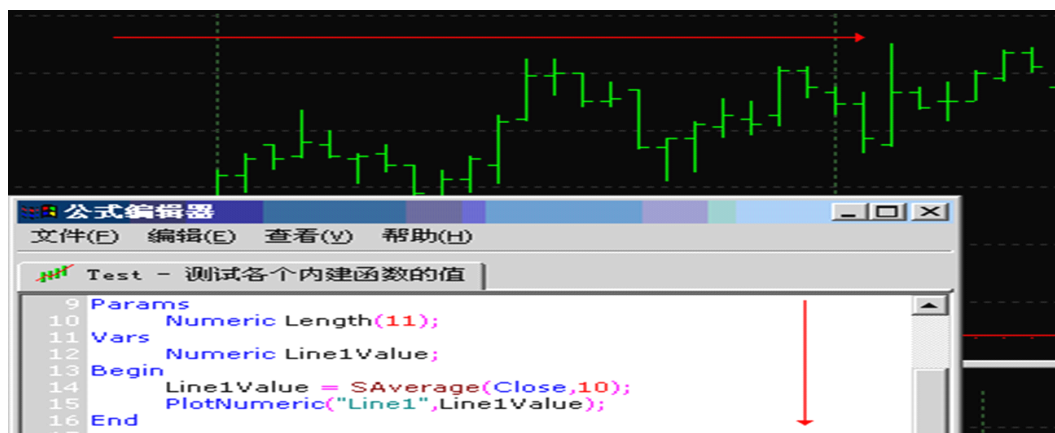 公式编辑器
文件(F) 编辑(E) 查看(V) 帮助(H)
Test - 测试各个内建函数的值
9 Params
10 Numeric Length(11);
11 Vars
12 Numeric Line1Value;
13 Begin
14 Line1Value = SAverage(Close,10);
15 PlotNumeric("Line1",Line1Value);
16 End